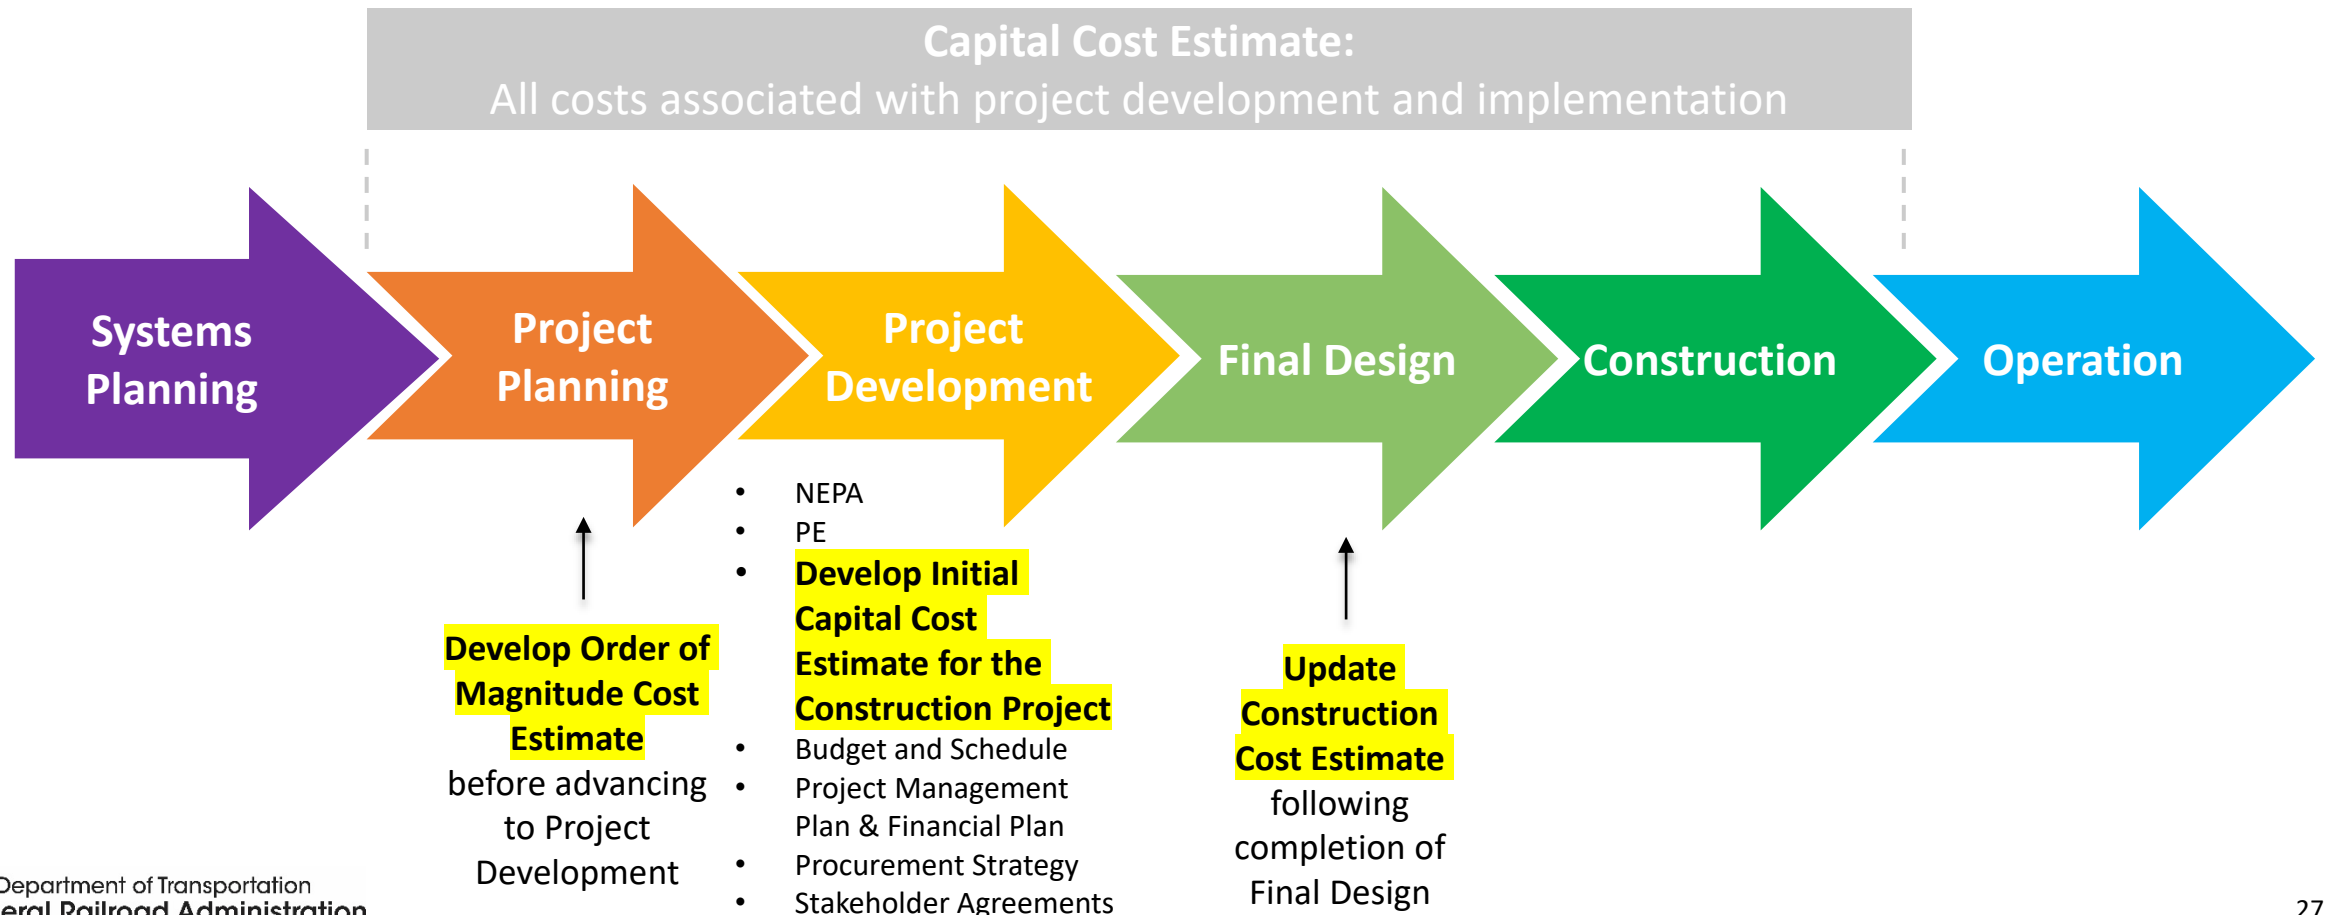 Capital Cost Estimate:
All costs associated with project development and implementation
Systems
Planning
Project
Planning
Project
Development
Final Design
Construction
Operation
Develop Order of
Magnitude Cost
Estimate
before advancing
to Project
Development
• NEPA
• PE
• Develop Initial
Capital Cost
Estimate for the
Construction Project
• Budget and Schedule
• Project Management
Plan & Financial Plan
• Procurement Strategy
• Stakeholder Agreements
Update
Construction
Cost Estimate
following
completion of
Final Design
Department of Transportation
eral Railroad Administration
27